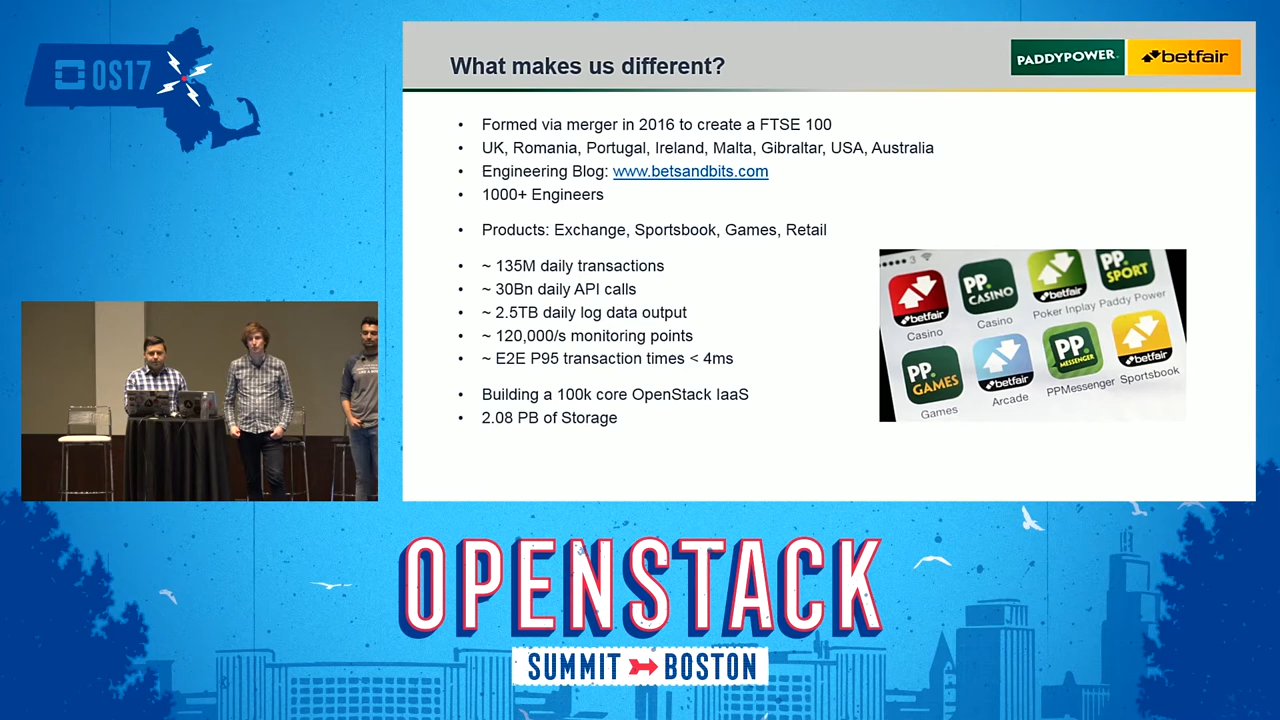 OS17
What makes us different?
PADDYPOWER.
betfair
• Formed via merger in 2016 to create a FTSE 100
• UK, Romania, Portugal, Ireland, Malta, Gibraltar, USA, Australia
• Engineering Blog: www.betsandbits.com
• 1000+ Engineers
• Products: Exchange, Sportsbook, Games, Retail
• ~ 135M daily transactions
• ~ 30Bn daily API calls
• ~ 2.5TB daily log data output
• ~ 120,000/s monitoring points
• ~ E2E P95 transaction times < 4ms
• Building a 100k core OpenStack IaaS
• 2.08 PB of Storage
3
betfair
PP. CASINO
betfair
PP. SPORT
Casino
Casino
Poker Inplay
Paddy Power
PP. GAMES
betfair
PP. MESSENGER
betfair
Games
Arcade
PPMessenger
Sportsbook
OPENSTACK
SUMMIT BOSTON